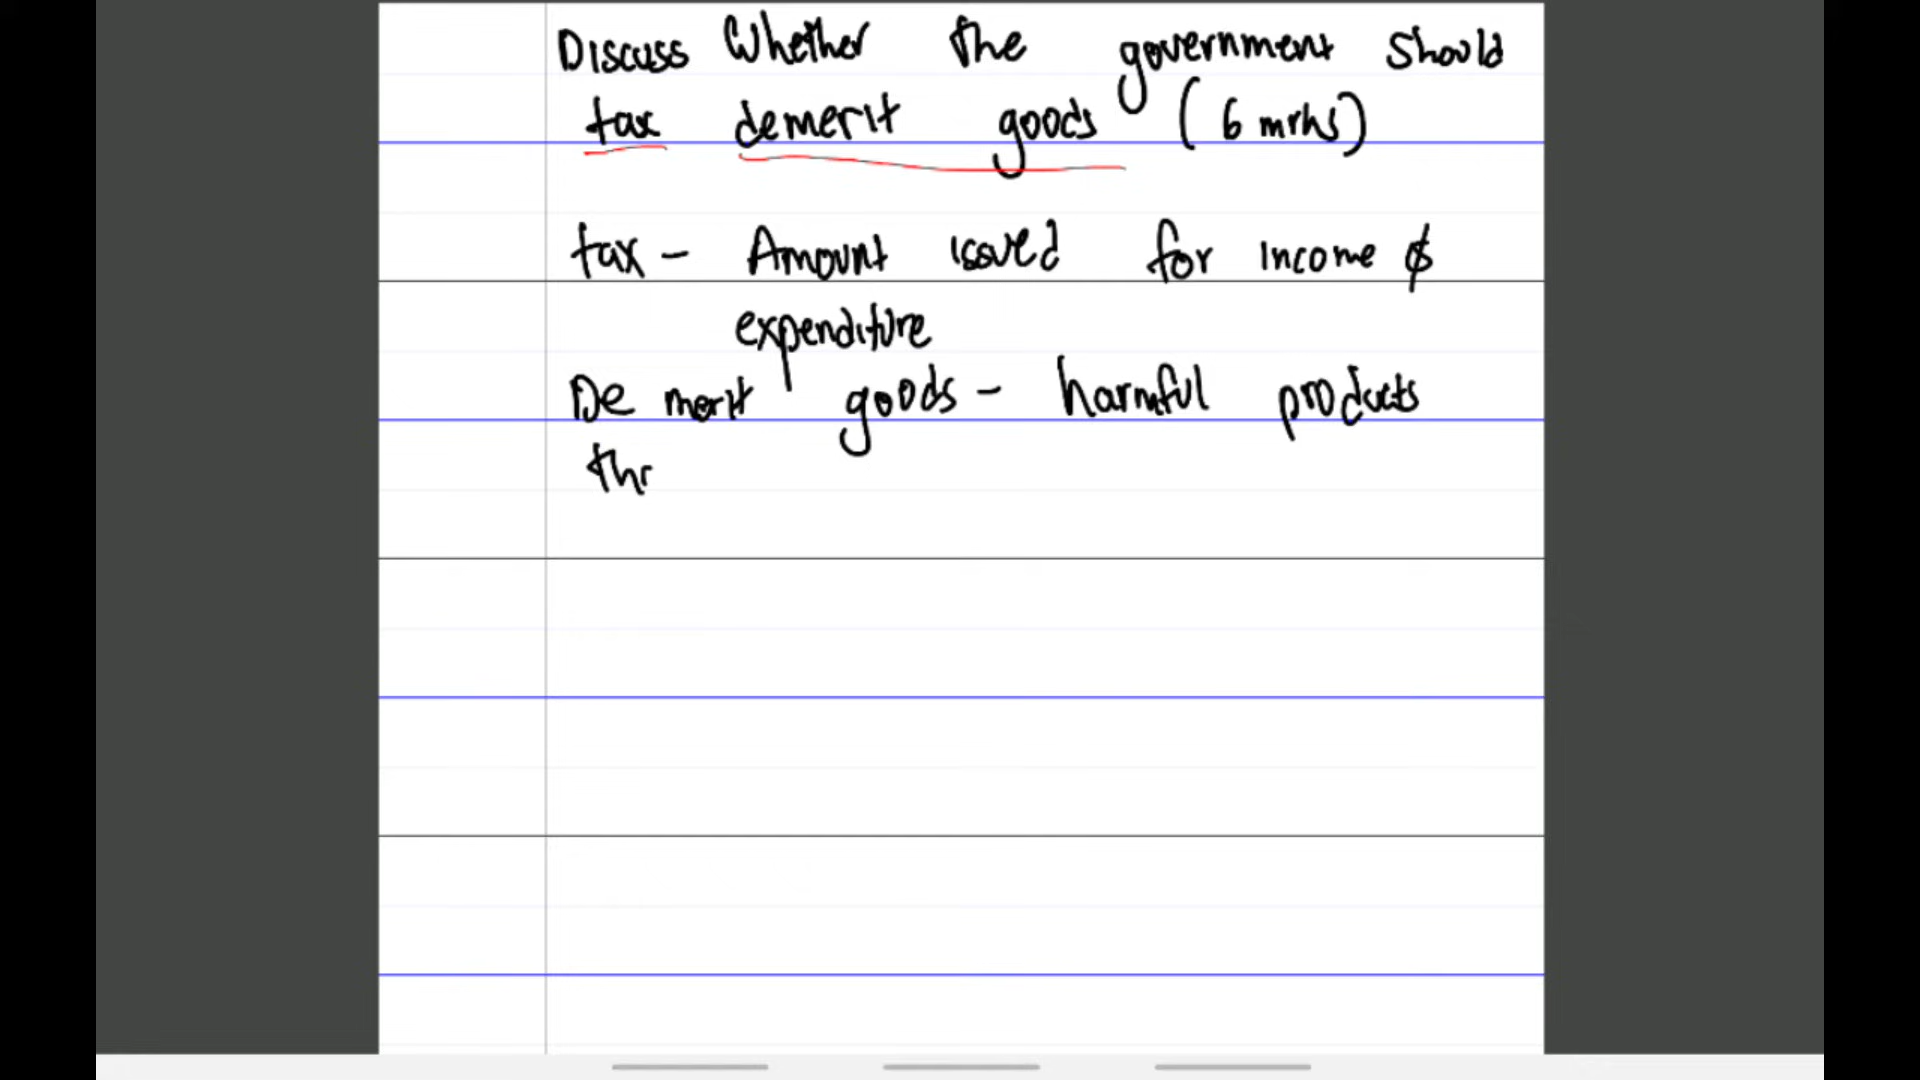 Discuss Whether the government should
tax demerit goods (6 mrks)
tax - Amount issued for income &
expenditure
De merit goods - harmful products
thr